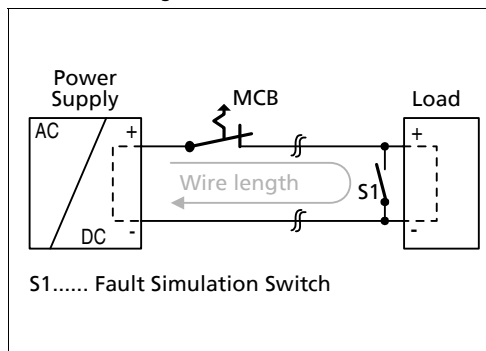 Power
Supply
MCB
Load
AC
+
+
Wire length
S1
DC
-
-
S1...... Fault Simulation Switch